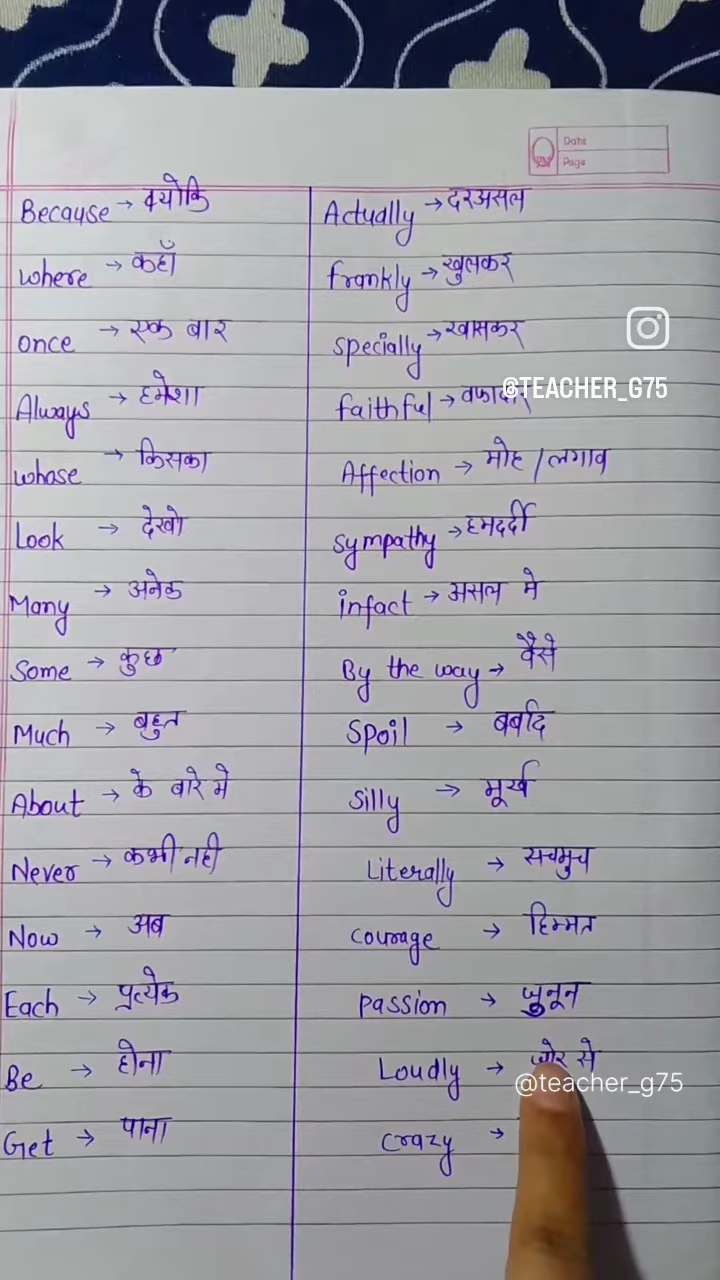 Date
Page
Because → क्योकि
where → कहाँ
once → एक बार
Always → हमेशा
whose → किसका
Look → देखो
Many → अनेक
Some → कुछ
Much → बहुत
About → के बारे मे
Never → कभी नही
Now → अब
Each → प्रत्येक
Be → होना
Get → पाना
Actually → दरअसल
frankly → खुलकर
specially → खासकर
@TEACHER_G75
faithful → वफादार
Affection → मोह / लगाव
Sympathy → हमदर्दी
infact → असल मे
By the way → वैसे
Spoil → बर्बाद
Silly → मूर्ख
Literally → सचमुच
courage → हिम्मत
passion → जुनून
Loudly → जोर से
@teacher_g75
crazy →